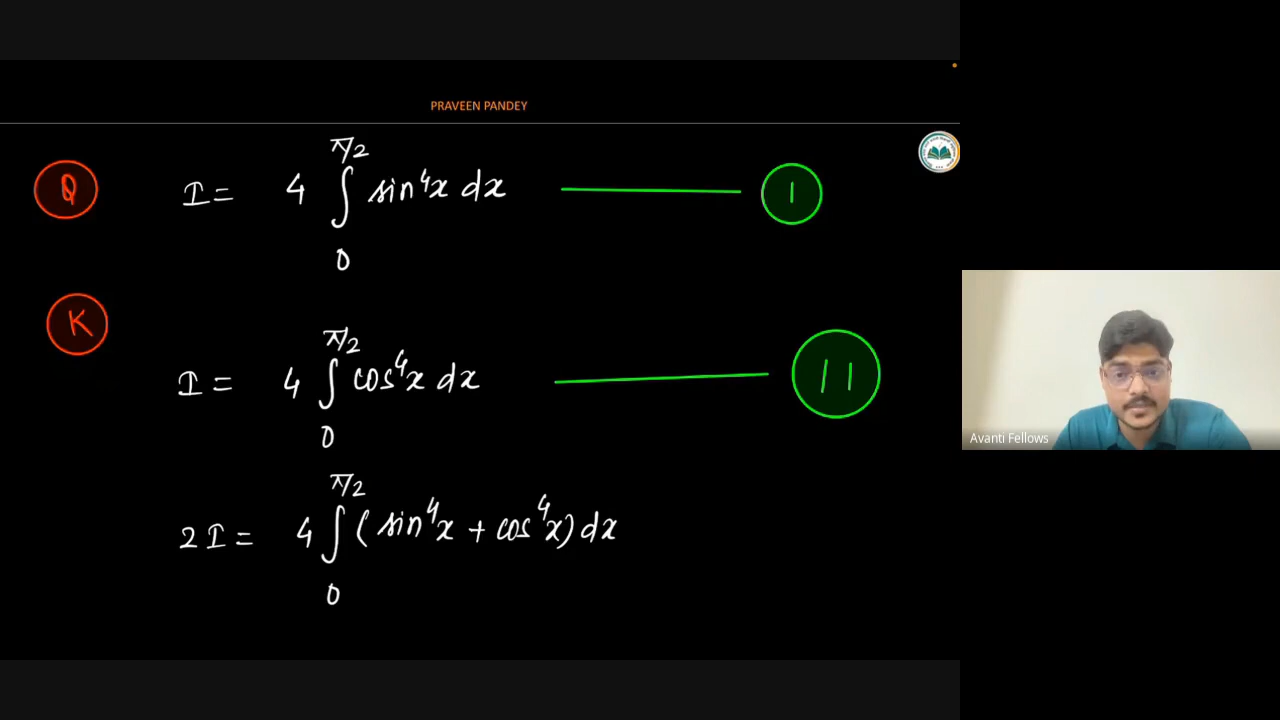 PRAVEEN PANDEY
Q I = 4 ∫₀^(π/2) sin⁴x dx ——— 1
K
I = 4 ∫₀^(π/2) cos⁴x dx ——— 11
2I = 4 ∫₀^(π/2) (sin⁴x + cos⁴x) dx
Avanti Fellows